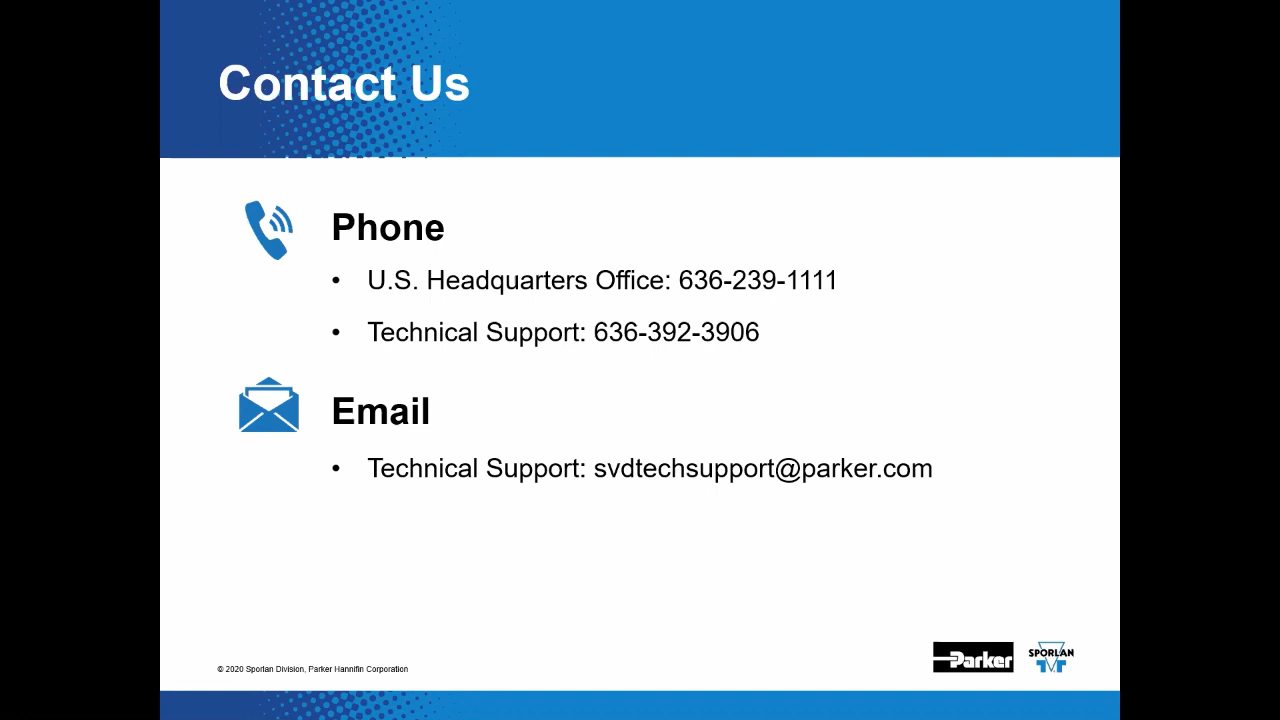 Contact Us
Phone
• U.S. Headquarters Office: 636-239-1111
• Technical Support: 636-392-3906
Email
• Technical Support: svdtechsupport@parker.com
© 2020 Sporlan Division, Parker Hannifin Corporation
Parker
SPORLAN